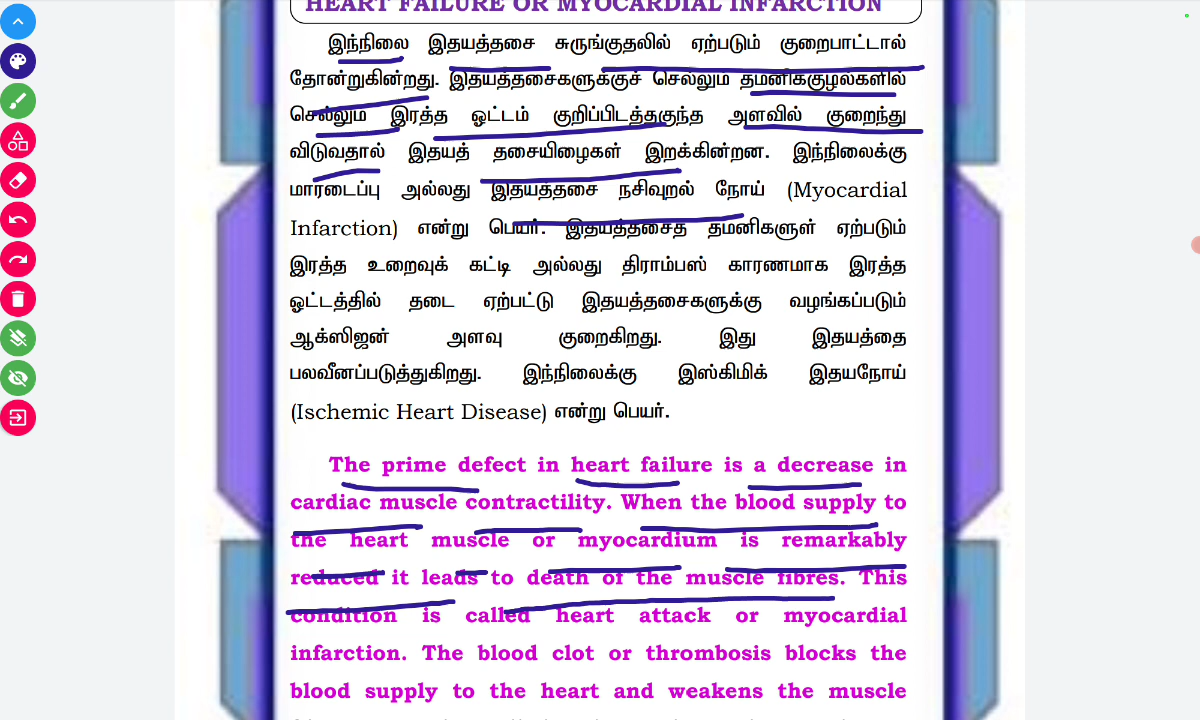 HEART FAILURE OR MYOCARDIAL INFARCTION
இந்நிலை இதயத்தசை சுருங்குதலில் ஏற்படும் குறைபாட்டால்
தோன்றுகின்றது. இதயத்தசைகளுக்குச் செல்லும் தமனிக்குழல்களில்
செல்லும் இரத்த ஓட்டம் குறிப்பிடத்தகுந்த அளவில் குறைந்து
விடுவதால் இதயத் தசையிழைகள் இறக்கின்றன. இந்நிலைக்கு
மாரடைப்பு அல்லது இதயத்தசை நசிவுறல் நோய் (Myocardial
Infarction) என்று பெயர். இதயத்தசைத் தமனிகளுள் ஏற்படும்
இரத்த உறைவுக் கட்டி அல்லது திராம்பஸ் காரணமாக இரத்த
ஓட்டத்தில் தடை ஏற்பட்டு இதயத்தசைகளுக்கு வழங்கப்படும்
ஆக்ஸிஜன் அளவு குறைகிறது. இது இதயத்தை
பலவீனப்படுத்துகிறது. இந்நிலைக்கு இஸ்கிமிக் இதயநோய்
(Ischemic Heart Disease) என்று பெயர்.
The prime defect in heart failure is a decrease in
cardiac muscle contractility. When the blood supply to
the heart muscle or myocardium is remarkably
reduced it leads to death of the muscle fibres. This
condition is called heart attack or myocardial
infarction. The blood clot or thrombosis blocks the
blood supply to the heart and weakens the muscle